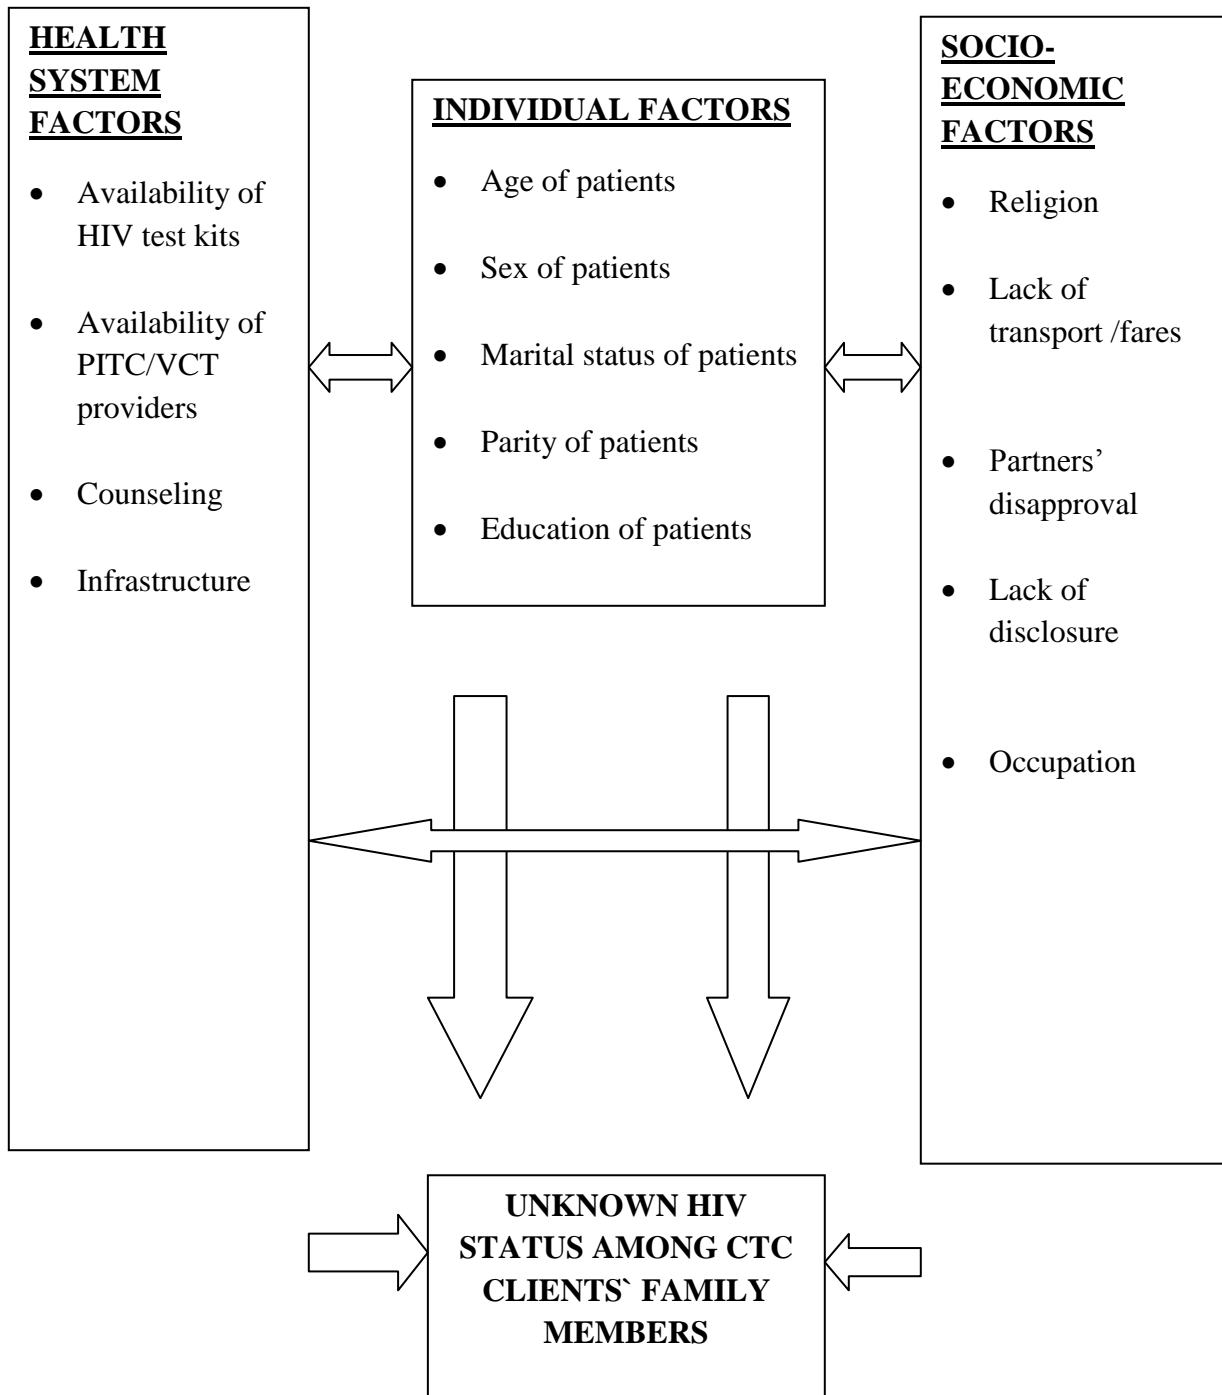 HEALTH
SYSTEM
FACTORS
• Availability of
HIV test kits
• Availability of
PITC/VCT
providers
• Counseling
• Infrastructure
INDIVIDUAL FACTORS
• Age of patients
• Sex of patients
• Marital status of patients
• Parity of patients
• Education of patients
SOCIO-
ECONOMIC
FACTORS
• Religion
• Lack of
transport /fares
• Partners’
disapproval
• Lack of
disclosure
• Occupation
UNKNOWN HIV
STATUS AMONG CTC
CLIENTS` FAMILY
MEMBERS